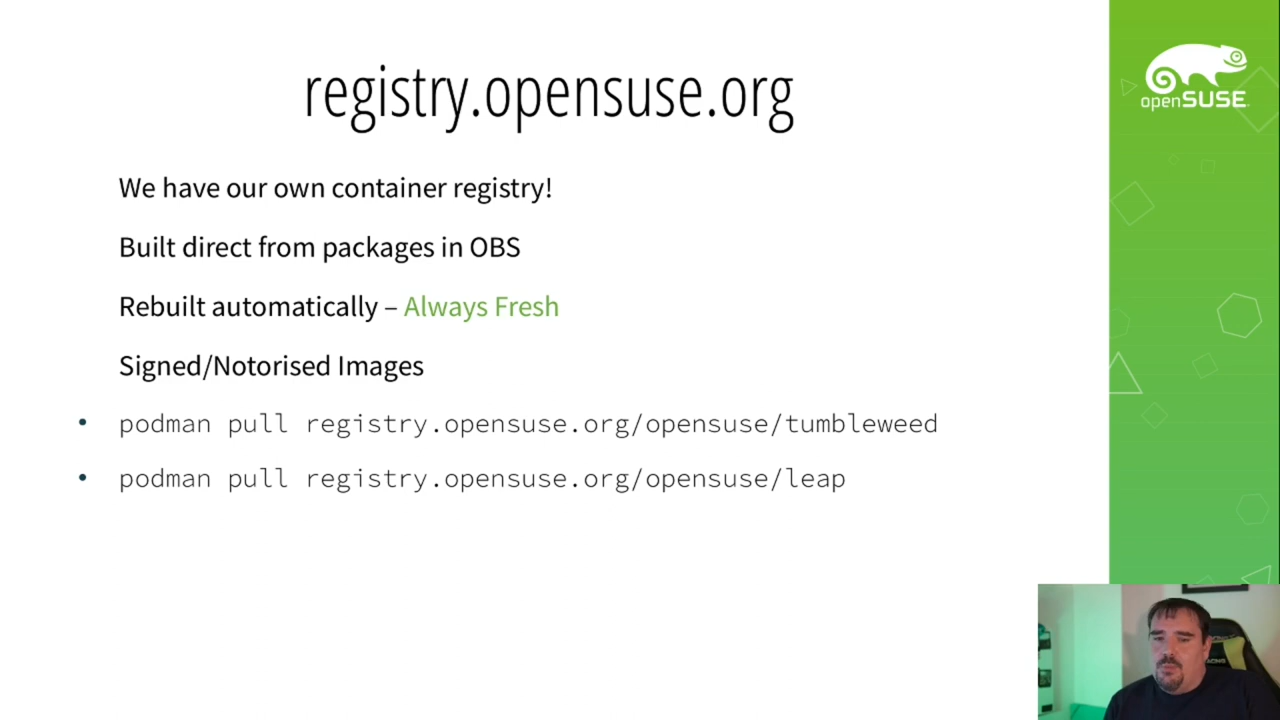 registry.opensuse.org
openSUSE
We have our own container registry!
Built direct from packages in OBS
Rebuilt automatically – Always Fresh
Signed/Notorised Images
• podman pull registry.opensuse.org/opensuse/tumbleweed
• podman pull registry.opensuse.org/opensuse/leap